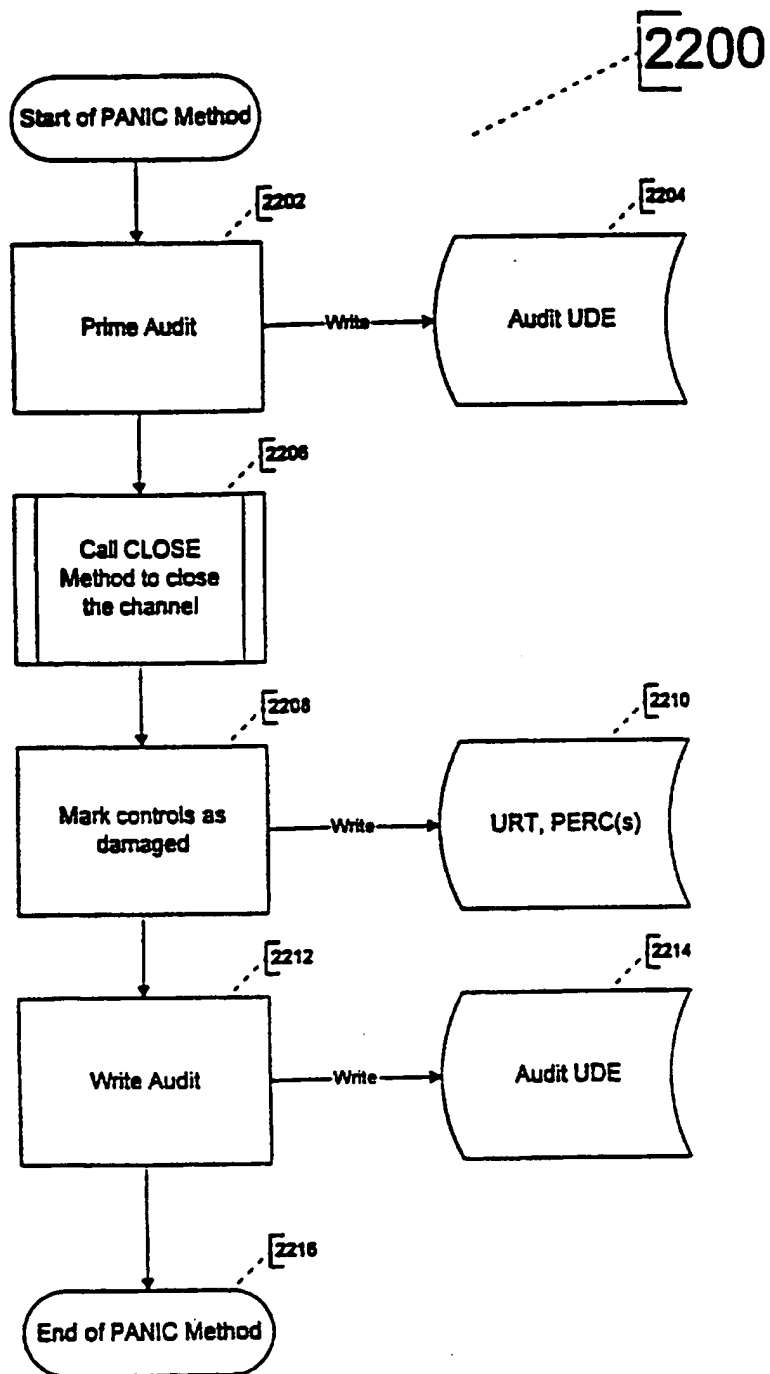 2200
Start of PANIC Method
2202
2204
Prime Audit
Write
Audit UDE
2206
Call CLOSE
Method to close
the channel
2208
2210
Mark controls as
damaged
Write
URT, PERC(s)
2212
2214
Write Audit
Write
Audit UDE
2216
End of PANIC Method